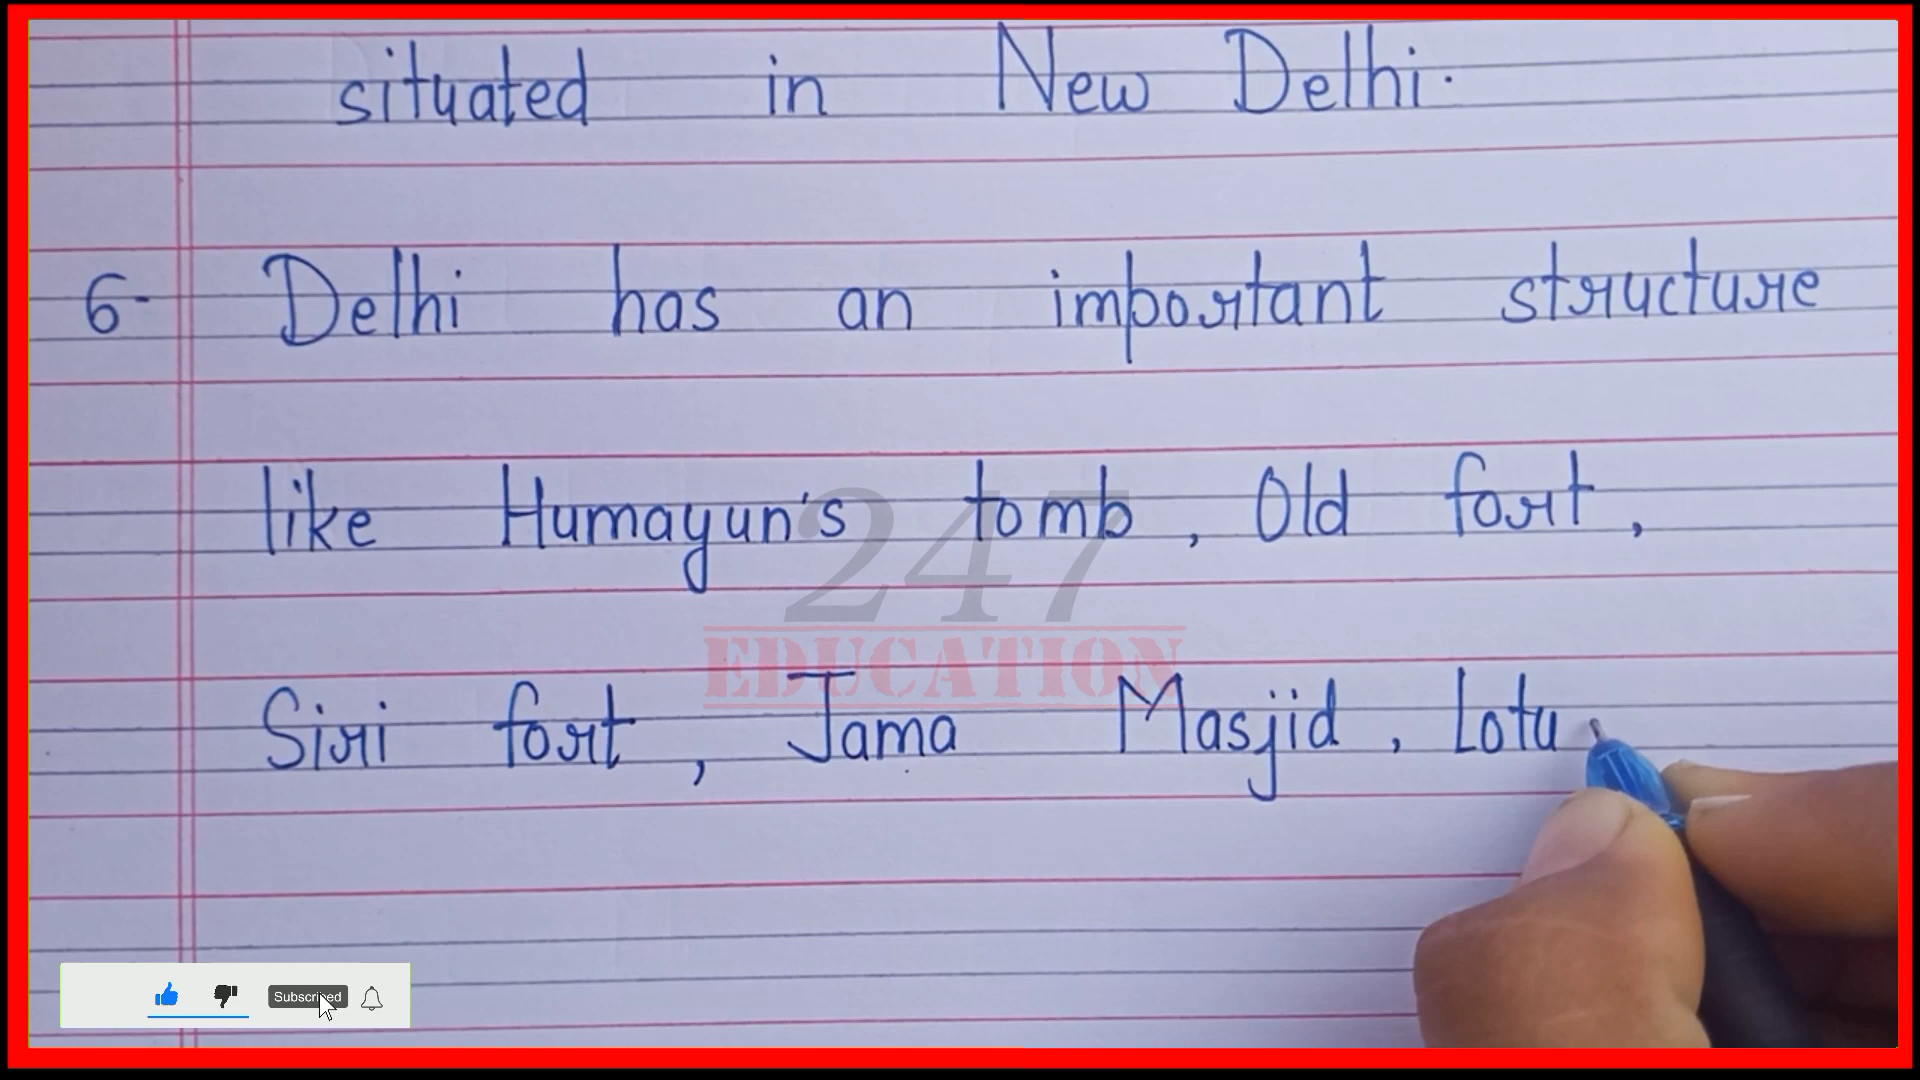 situated in New Delhi.
6- Delhi has an important structure
like Humayun's tomb, Old fort,
247
EDUCATION
Siri fort, Jama Masjid, Lotu
Subscribed